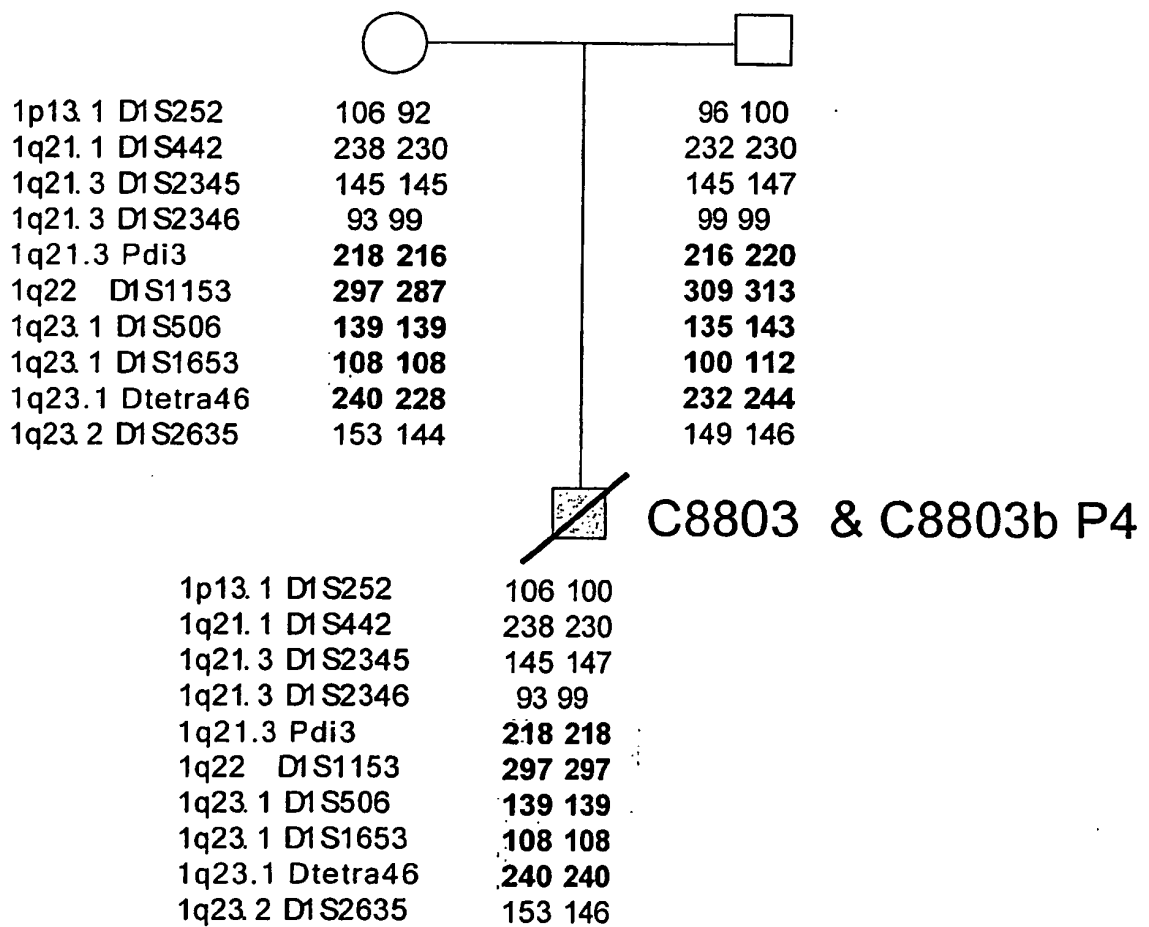 1p13.1 D1S252 106 92 96 100
1q21.1 D1S442 238 230 232 230
1q21.3 D1S2345 145 145 145 147
1q21.3 D1S2346 93 99 99 99
1q21.3 Pdi3 218 216 216 220
1q22 D1S1153 297 287 309 313
1q23.1 D1S506 139 139 135 143
1q23.1 D1S1653 108 108 100 112
1q23.1 Dtetra46 240 228 232 244
1q23.2 D1S2635 153 144 149 146
C8803 & C8803b P4
1p13.1 D1S252 106 100
1q21.1 D1S442 238 230
1q21.3 D1S2345 145 147
1q21.3 D1S2346 93 99
1q21.3 Pdi3 218 218
1q22 D1S1153 297 297
1q23.1 D1S506 139 139
1q23.1 D1S1653 108 108
1q23.1 Dtetra46 240 240
1q23.2 D1S2635 153 146